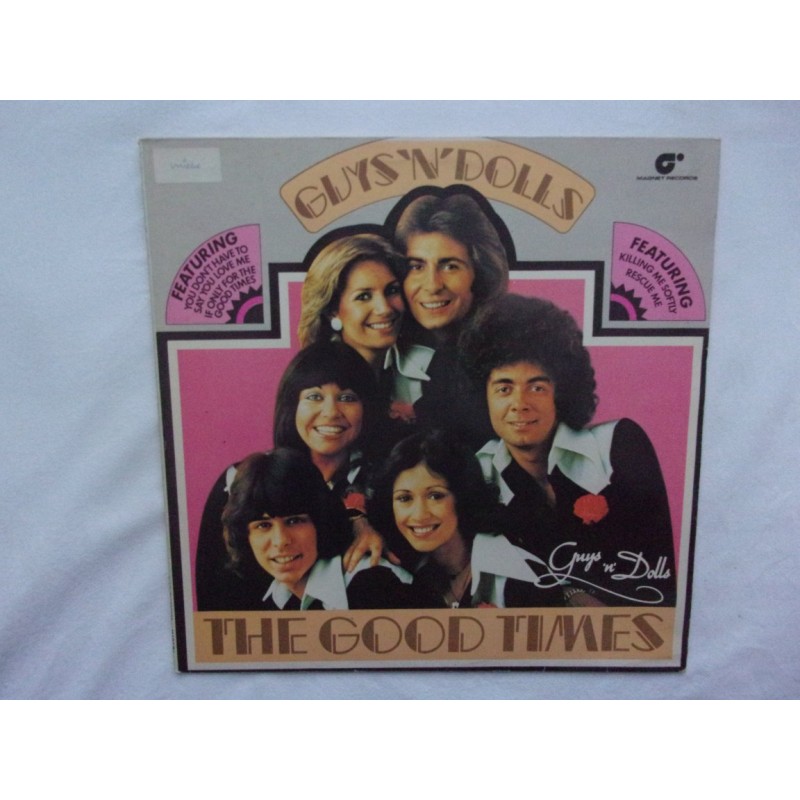 GUYS 'N' DOLLS
MAGNET RECORDS
FEATURING
YOU DON'T HAVE TO
SAY YOU LOVE ME
IF ONLY FOR THE
GOOD TIMES
FEATURING
KILLING ME SOFTLY
RESCUE ME
Guys 'n' Dolls
THE GOOD TIMES